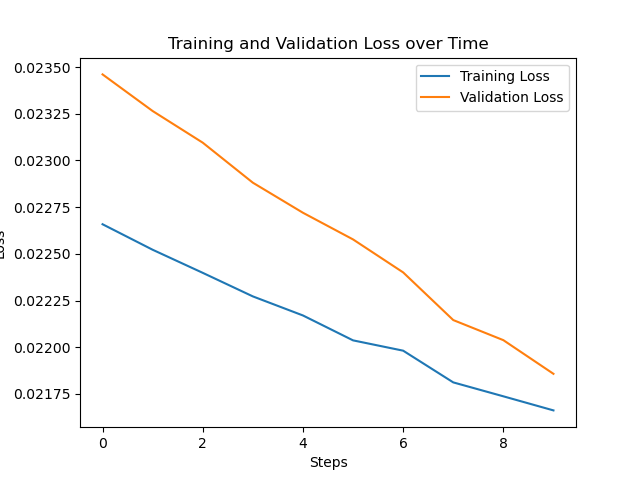 Training and Validation Loss over Time
Training Loss
Validation Loss
0.02350
0.02325
0.02300
0.02275
0.02250
0.02225
0.02200
0.02175
Loss
0 2 4 6 8
Steps